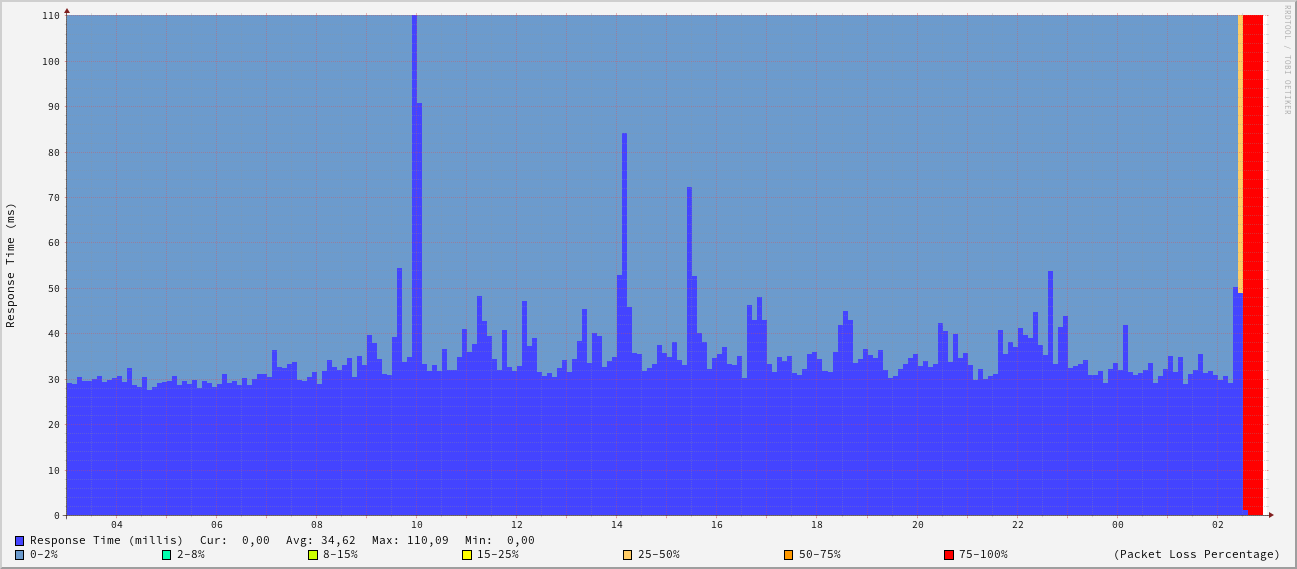 RRDTOOL / TOBI OETIKER
Response Time (ms)
110
100
90
80
70
60
50
40
30
20
10
0
04 06 08 10 12 14 16 18 20 22 00 02
Response Time (millis) Cur: 0,00 Avg: 34,62 Max: 110,09 Min: 0,00
0-2% 2-8% 8-15% 15-25% 25-50% 50-75% 75-100% (Packet Loss Percentage)